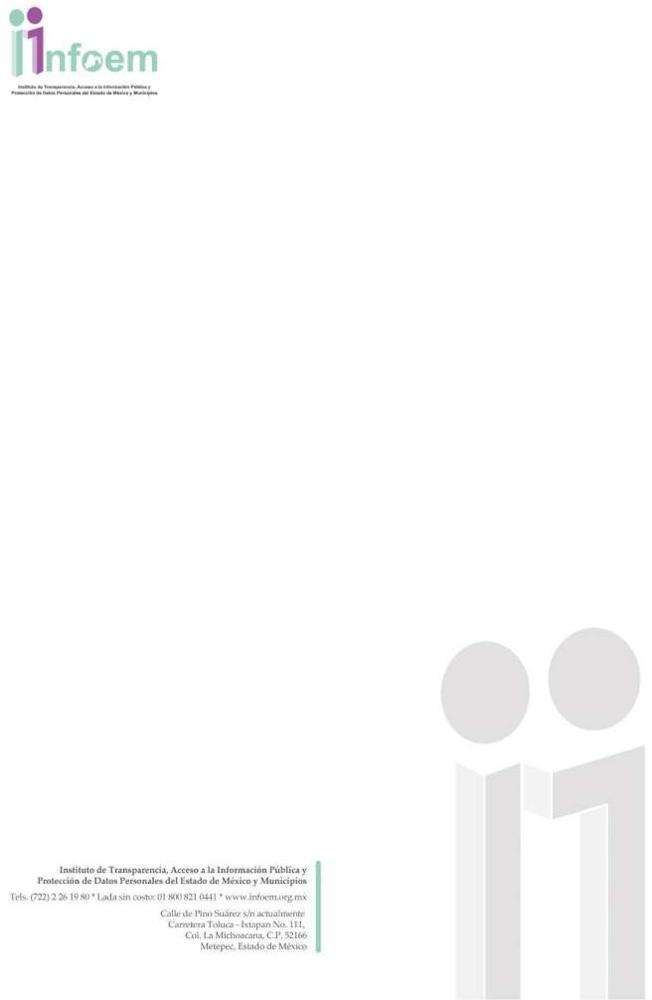 infoem
Instituto de Transparencia, Acceso a la Información Pública y
Protección de Datos Personales del Estado de México y Municipios
Instituto de Transparencia, Acceso a la Información Pública y
Protección de Datos Personales del Estado de México y Municipios
Tels. (722) 2 26 19 80 * Lada sin costo: 01 800 821 0441 * www.infoem.org.mx
Calle de Pino Suárez s/n actualmente
Carretera Toluca - Ixtapan No. 111,
Col. La Michoacana, C.P. 52166
Metepec, Estado de México